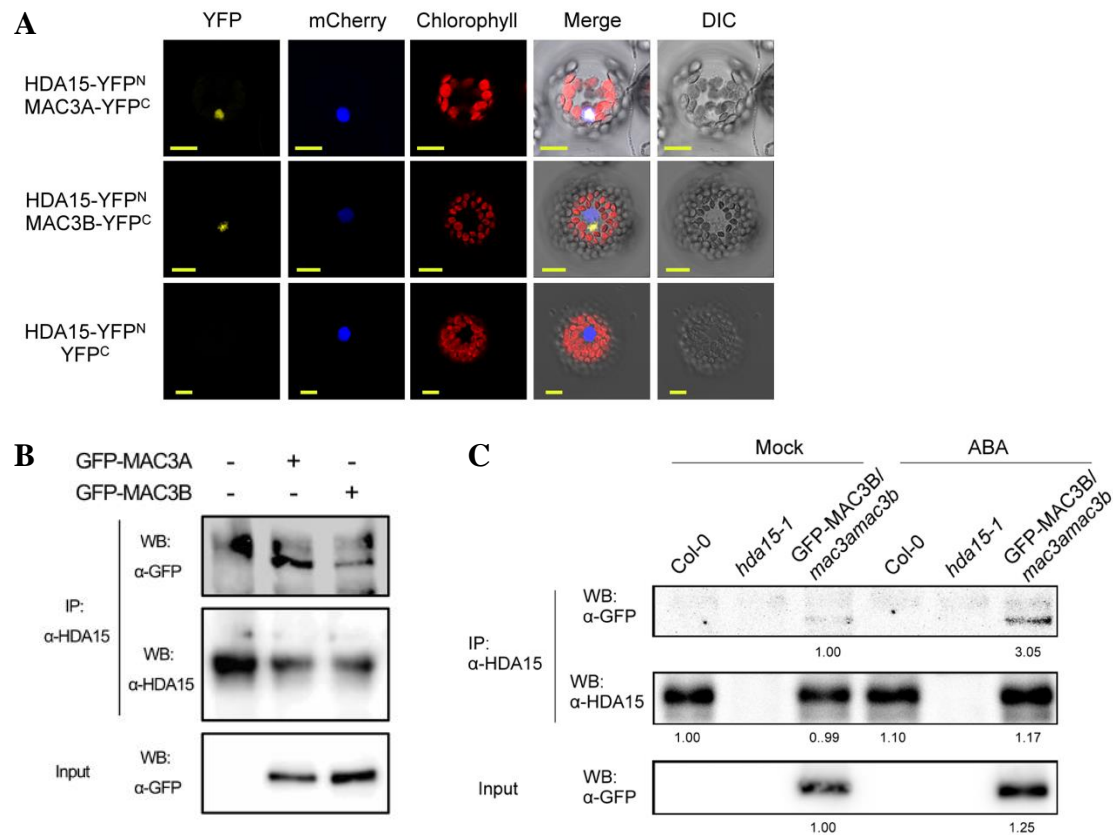 A
YFP mCherry Chlorophyll Merge DIC
HDA15-YFPᴺ
MAC3A-YFPᶜ
HDA15-YFPᴺ
MAC3B-YFPᶜ
HDA15-YFPᴺ
YFPᶜ
B
GFP-MAC3A - + -
GFP-MAC3B - - +
IP:
α-HDA15
WB:
α-GFP
WB:
α-HDA15
Input
WB:
α-GFP
C
Mock ABA
Col-0 hda15-1 GFP-MAC3B/ Col-0 hda15-1 GFP-MAC3B/
mac3amac3b mac3amac3b
IP:
α-HDA15
WB:
α-GFP
1.00 3.05
WB:
α-HDA15
1.00 0.99 1.10 1.17
Input
WB:
α-GFP
1.00 1.25